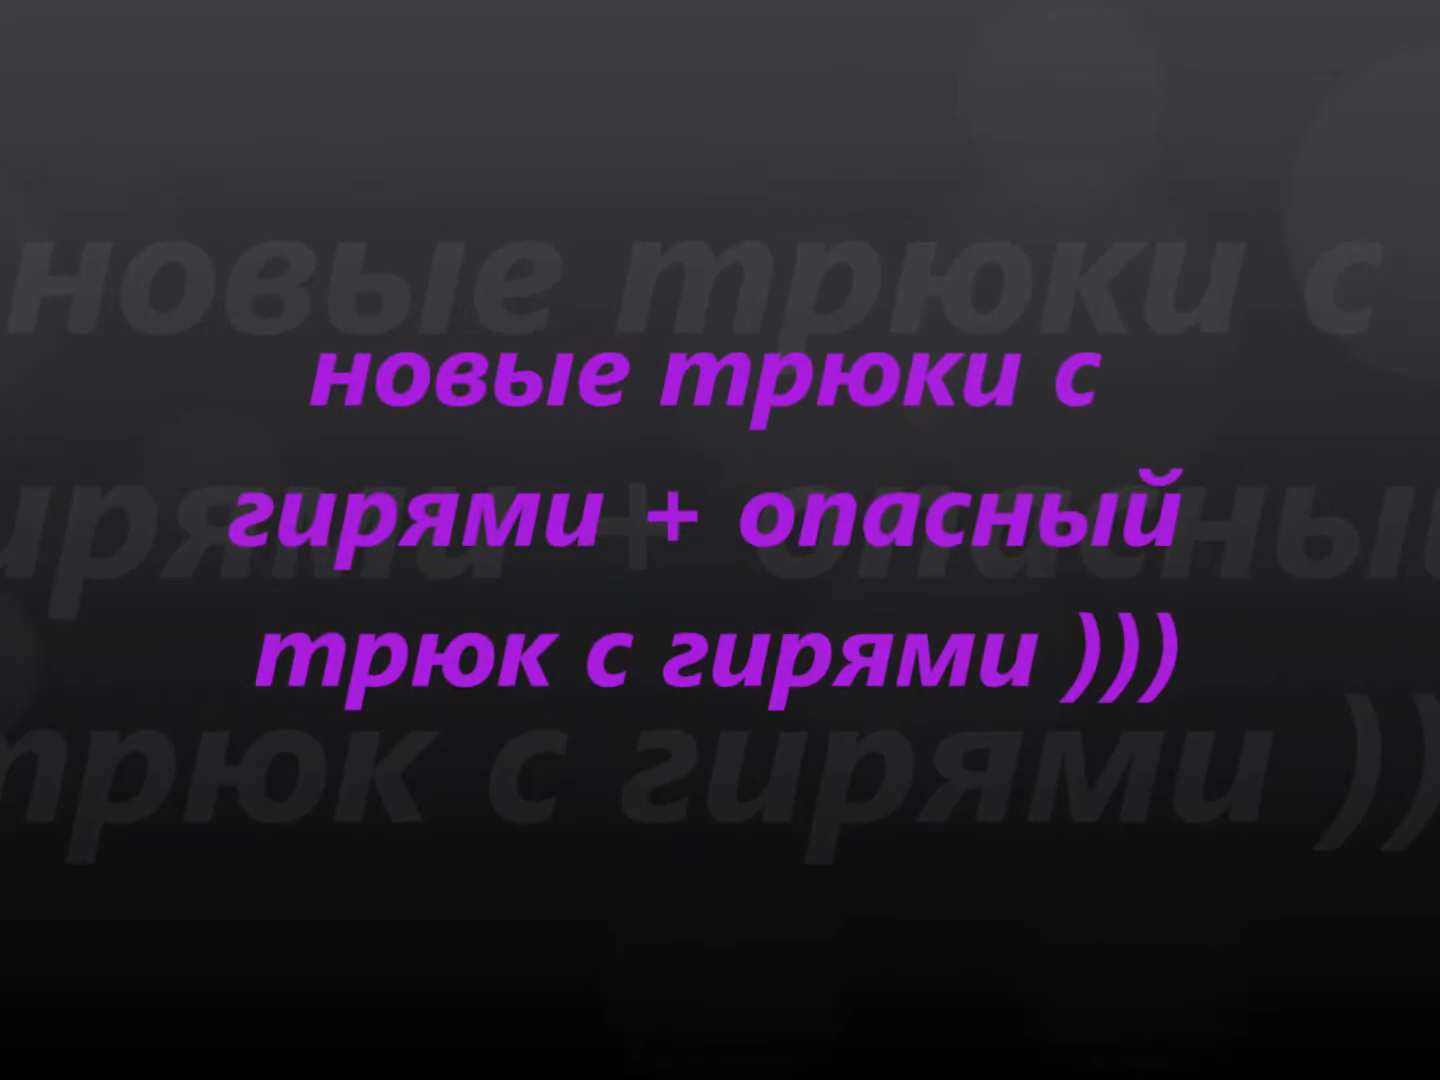 новые трюки с
гирями + опасный
трюк с гирями )))